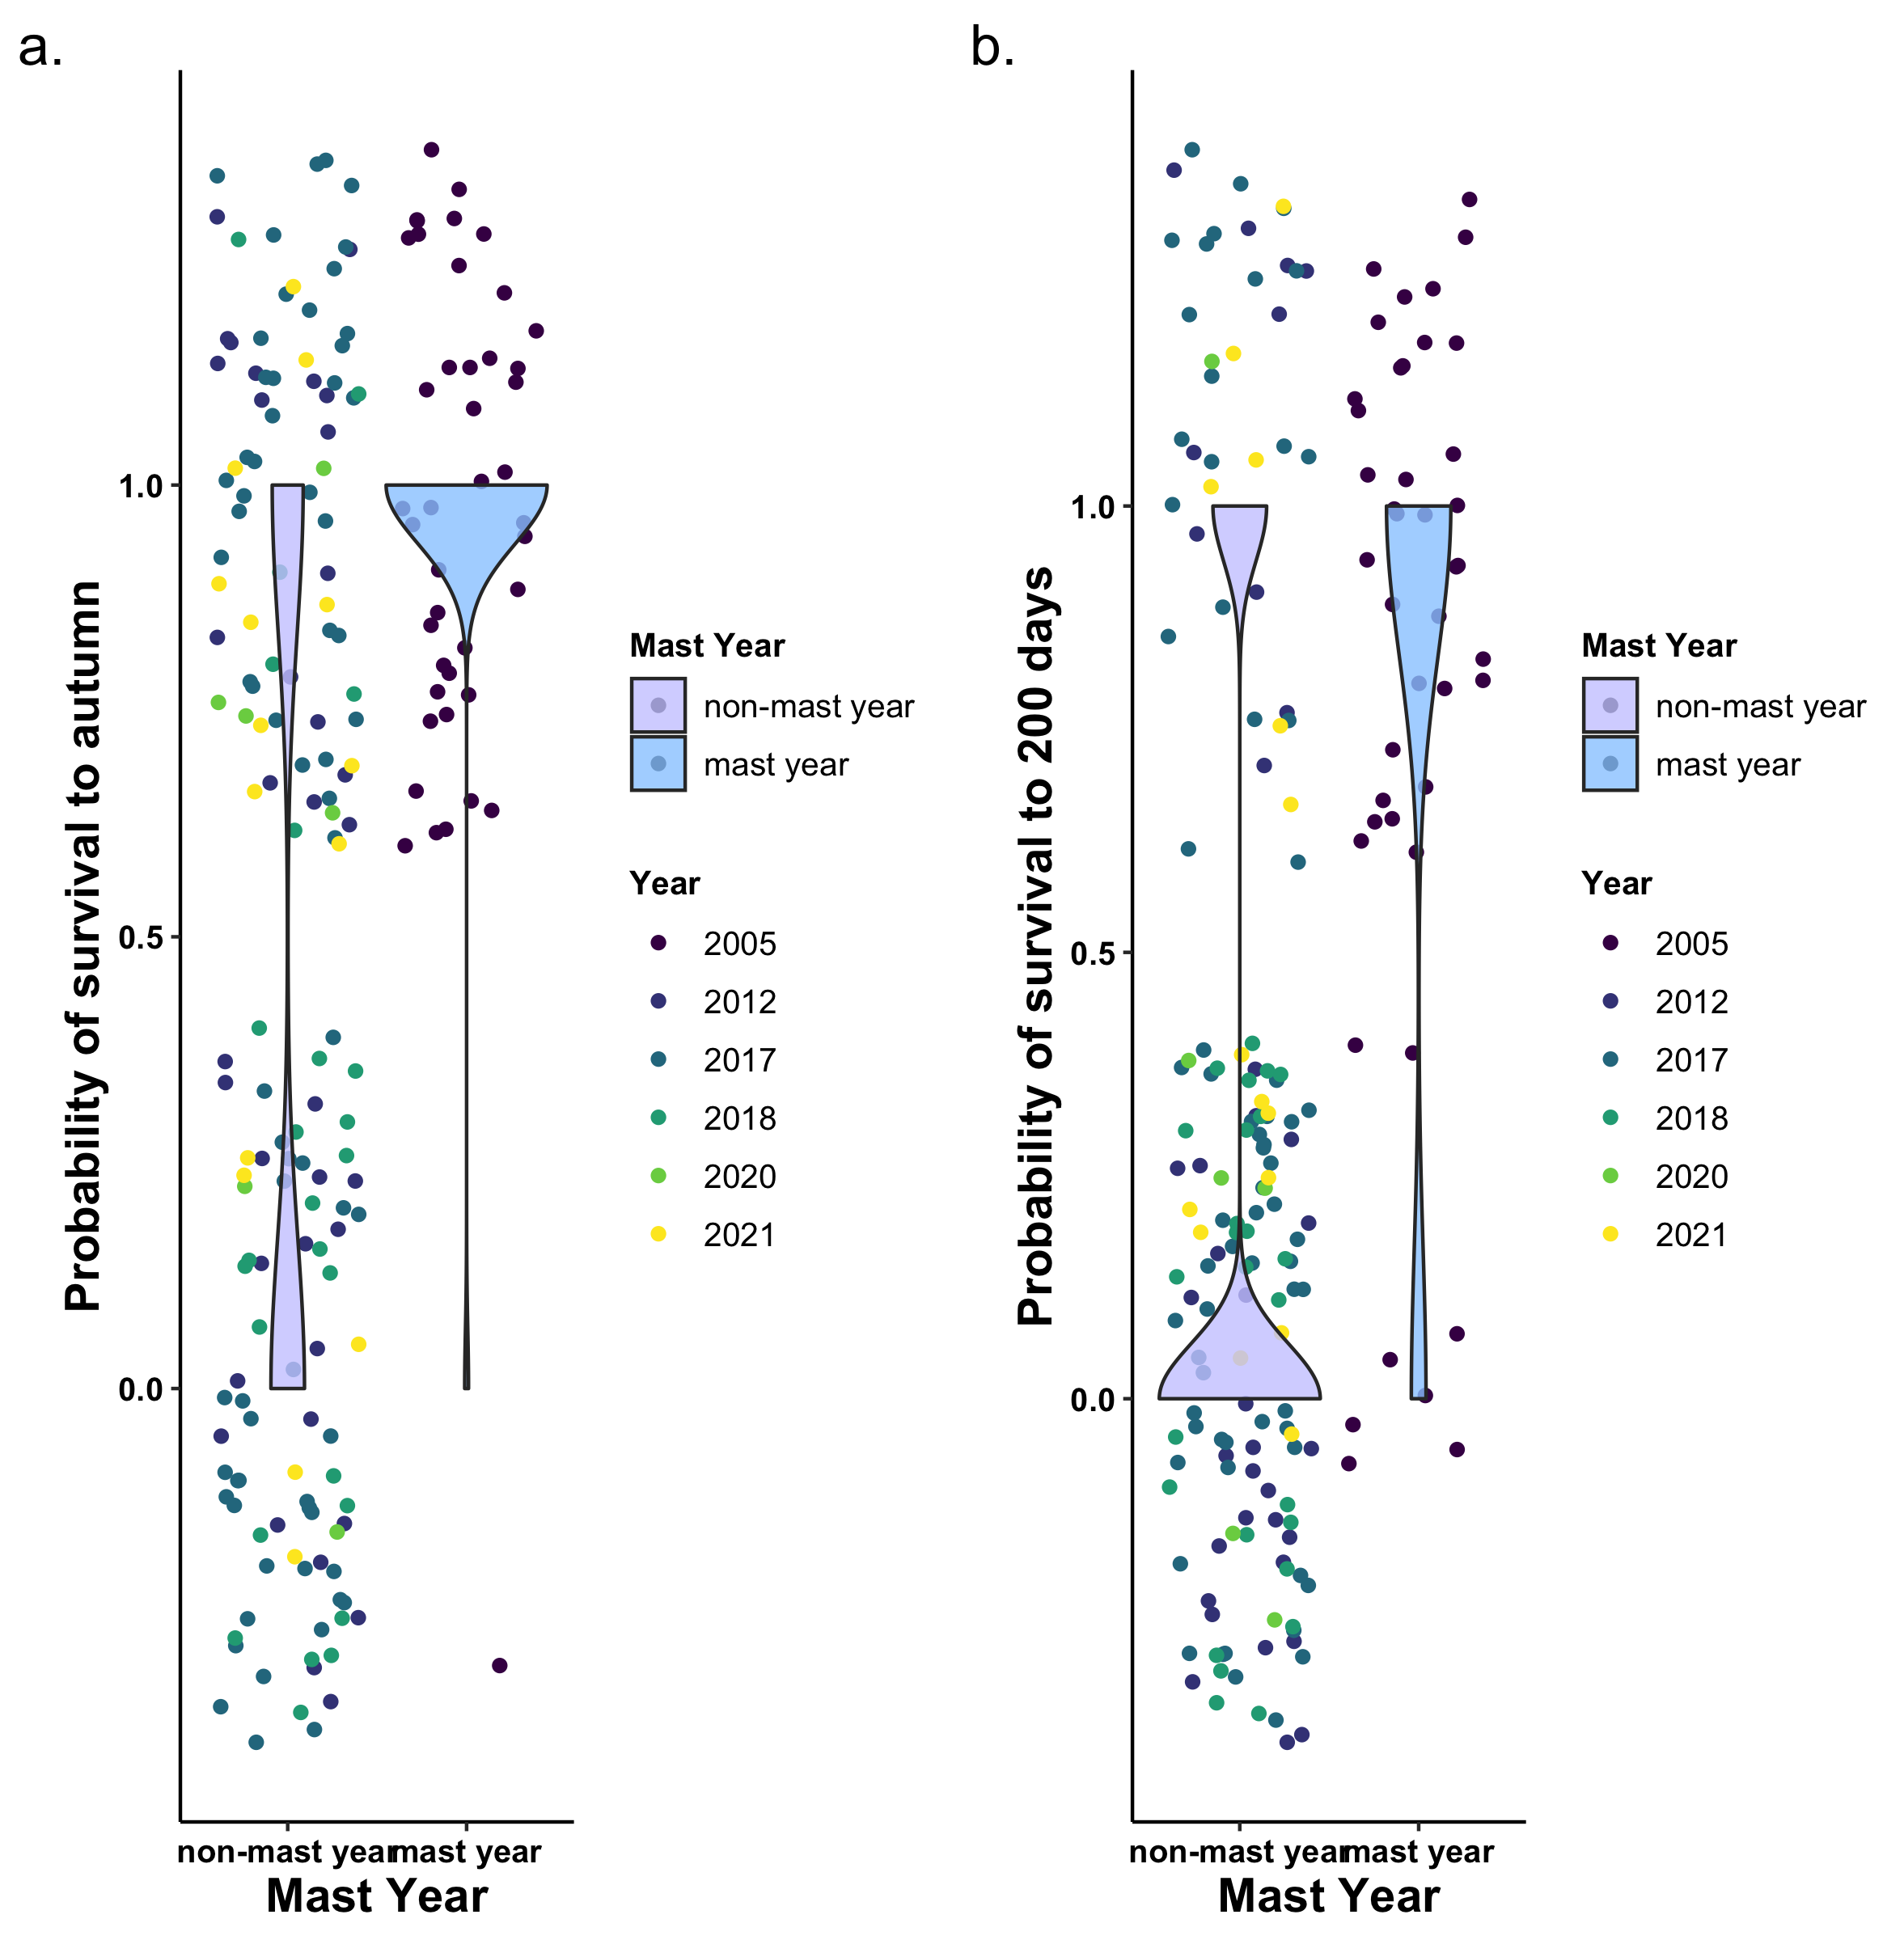 a.
Probability of survival to autumn
1.0
0.5
0.0
non-mast year
mast year
Mast Year
Mast Year
non-mast year
mast year
Year
2005
2012
2017
2018
2020
2021
b.
Probability of survival to 200 days
1.0
0.5
0.0
non-mast year
mast year
Mast Year
Mast Year
non-mast year
mast year
Year
2005
2012
2017
2018
2020
2021